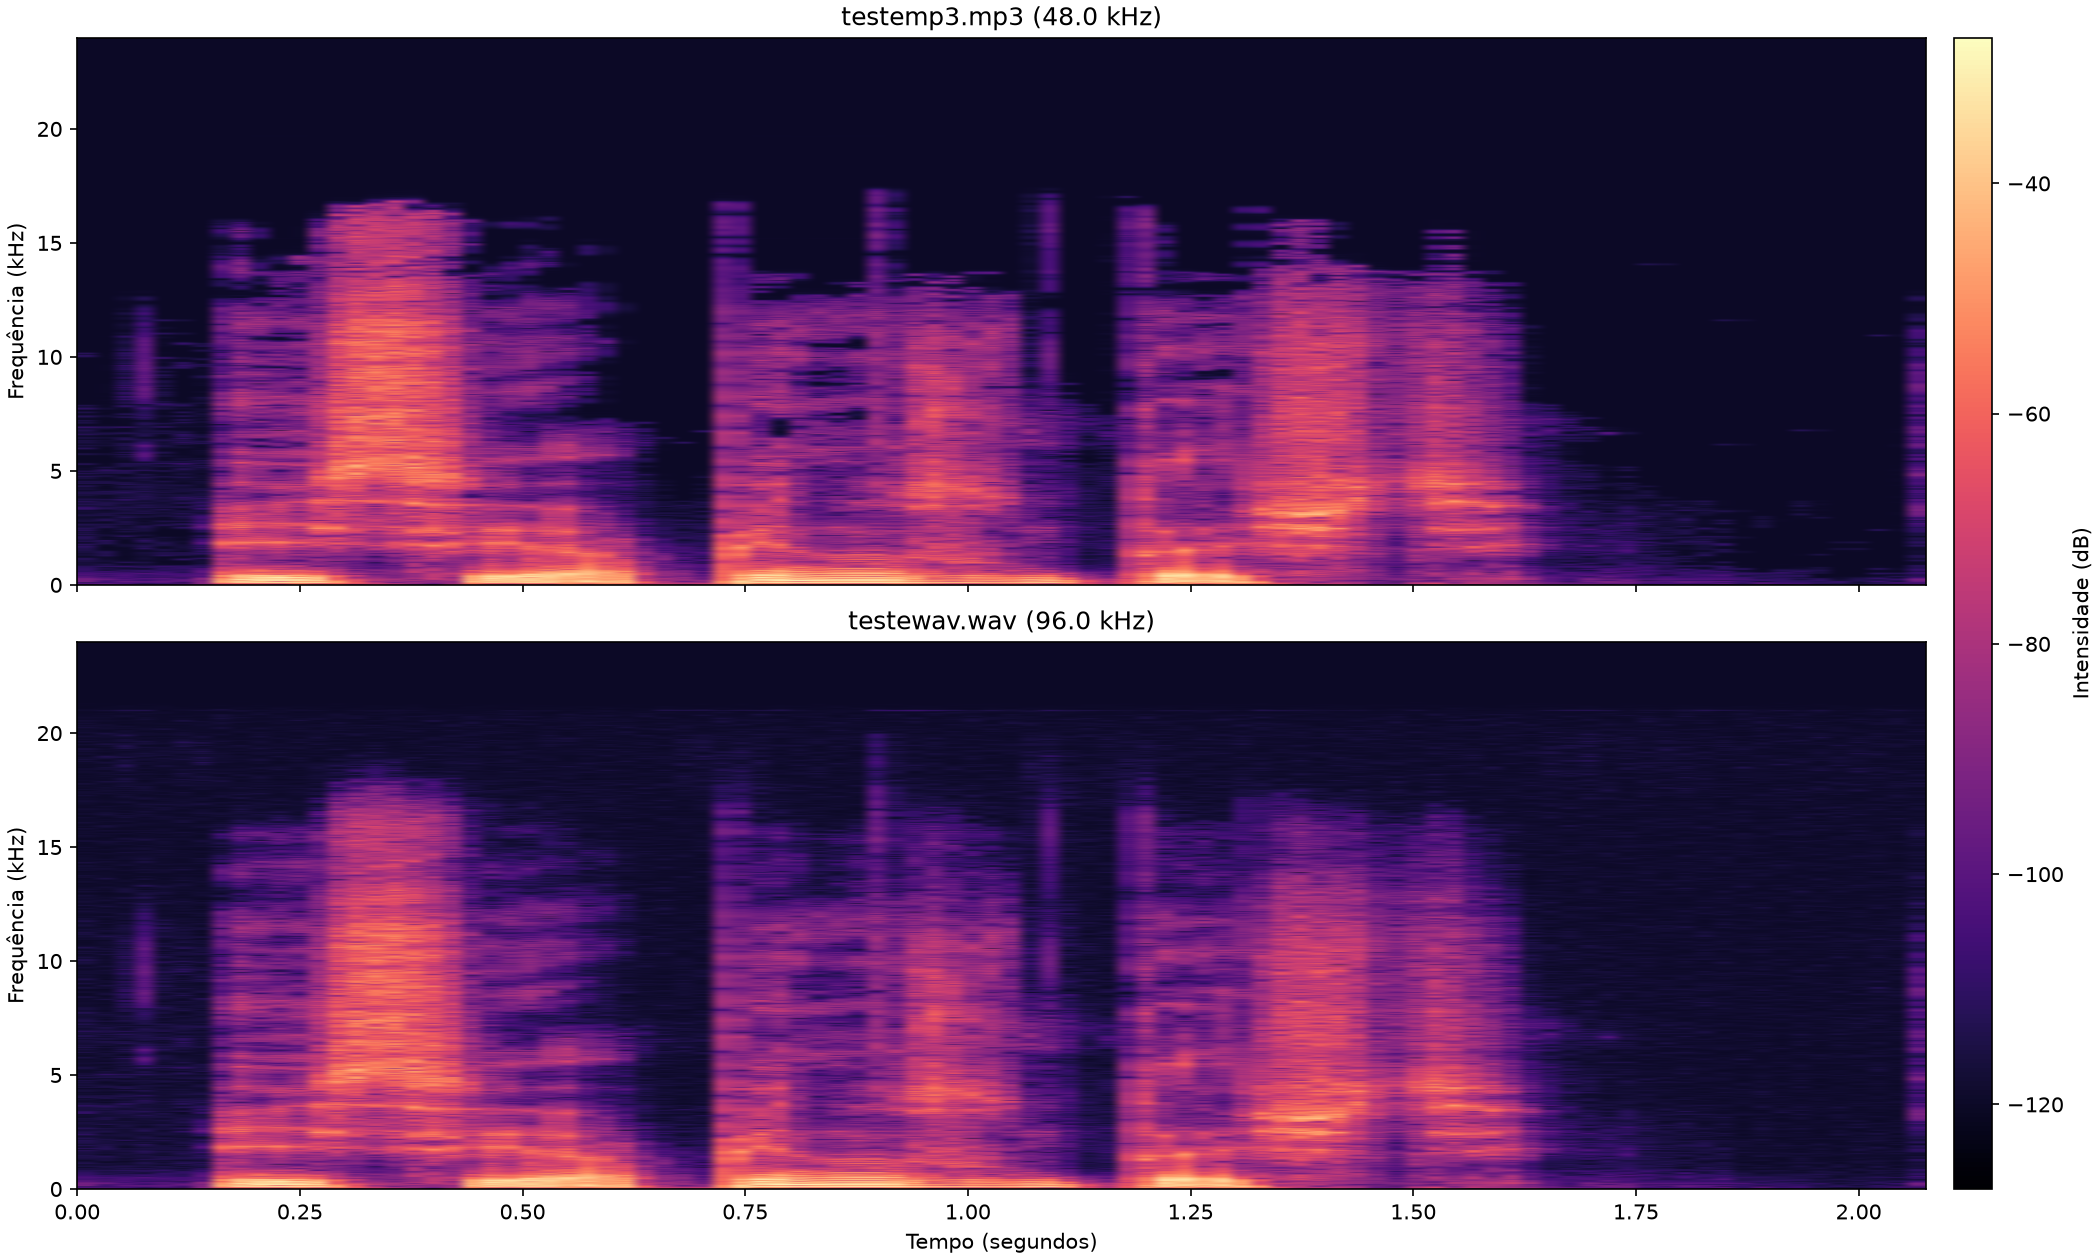 testemp3.mp3 (48.0 kHz)
Frequência (kHz)
20
15
10
5
0
testewav.wav (96.0 kHz)
Frequência (kHz)
20
15
10
5
0
0.00 0.25 0.50 0.75 1.00 1.25 1.50 1.75 2.00
Tempo (segundos)
−40
−60
−80
−100
−120
Intensidade (dB)